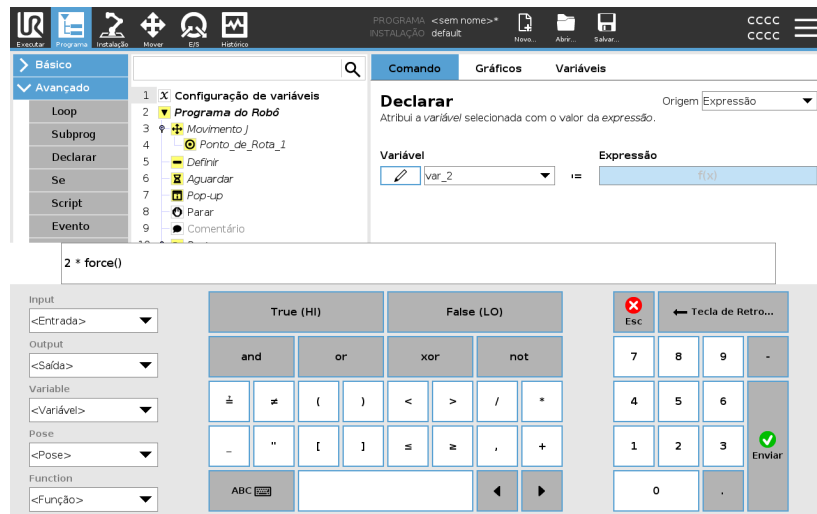 PROGRAMA <sem nome>*
INSTALAÇÃO default
Executar Programa Instalação Mover E/S Histórico Novo... Abrir... Salvar...
CCCC
CCCC
Básico
Avançado
Loop
Subprog
Declarar
Se
Script
Evento
1 X Configuração de variáveis
2 Programa do Robô
3 Movimento J
4 Ponto_de_Rota_1
5 Definir
6 Aguardar
7 Pop-up
8 Parar
9 Comentário
Comando Gráficos Variáveis
Declarar
Origem Expressão
Atribui a variável selecionada com o valor da expressão.
Variável Expressão
var_2 := f(x)
2 * force()
Input
<Entrada>
Output
<Saída>
Variable
<Variável>
Pose
<Pose>
Function
<Função>
True (HI) False (LO)
and or xor not
≟ ≠ ( ) < > / *
_ " [ ] ≤ ≥ , +
ABC
Esc Tecla de Retro...
7 8 9 -
4 5 6
1 2 3 Enviar
0 .